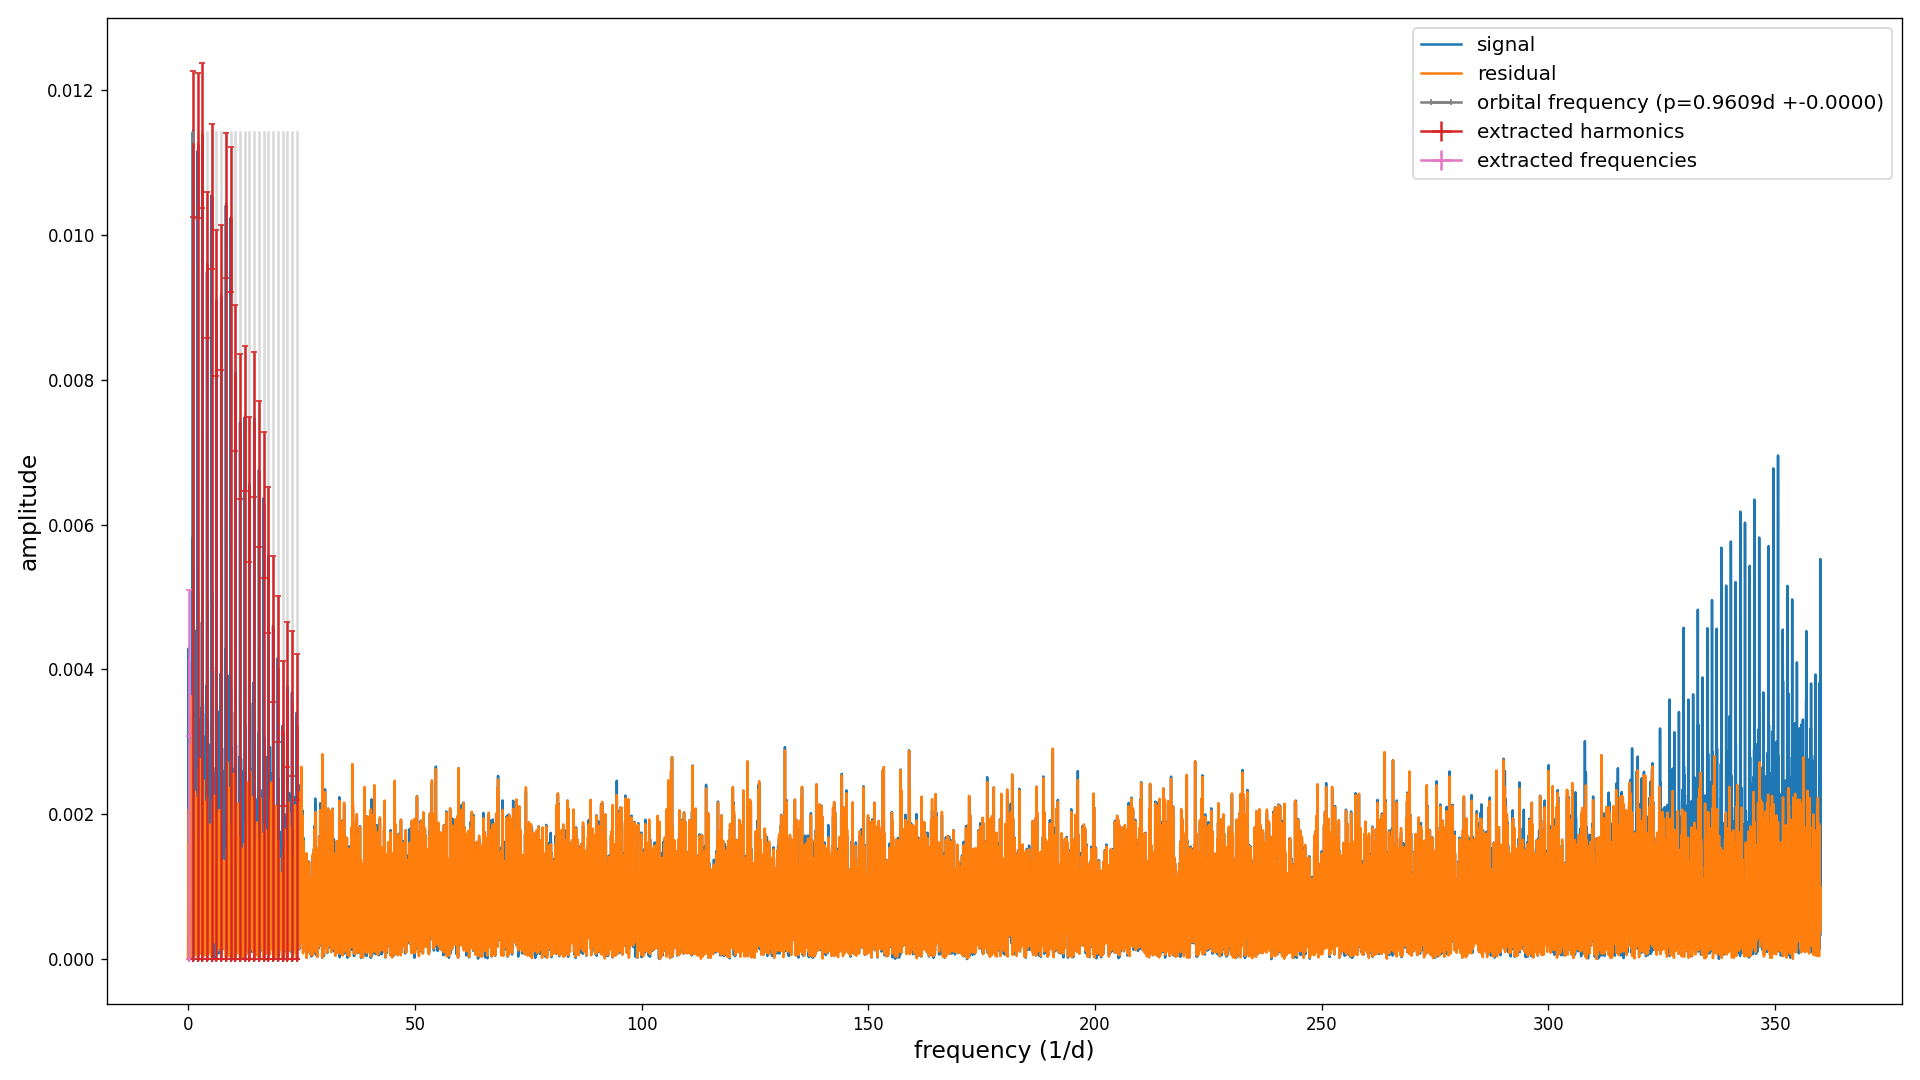 signal
residual
orbital frequency (p=0.9609d +-0.0000)
extracted harmonics
extracted frequencies
amplitude
0.012
0.010
0.008
0.006
0.004
0.002
0.000
0 50 100 150 200 250 300 350
frequency (1/d)